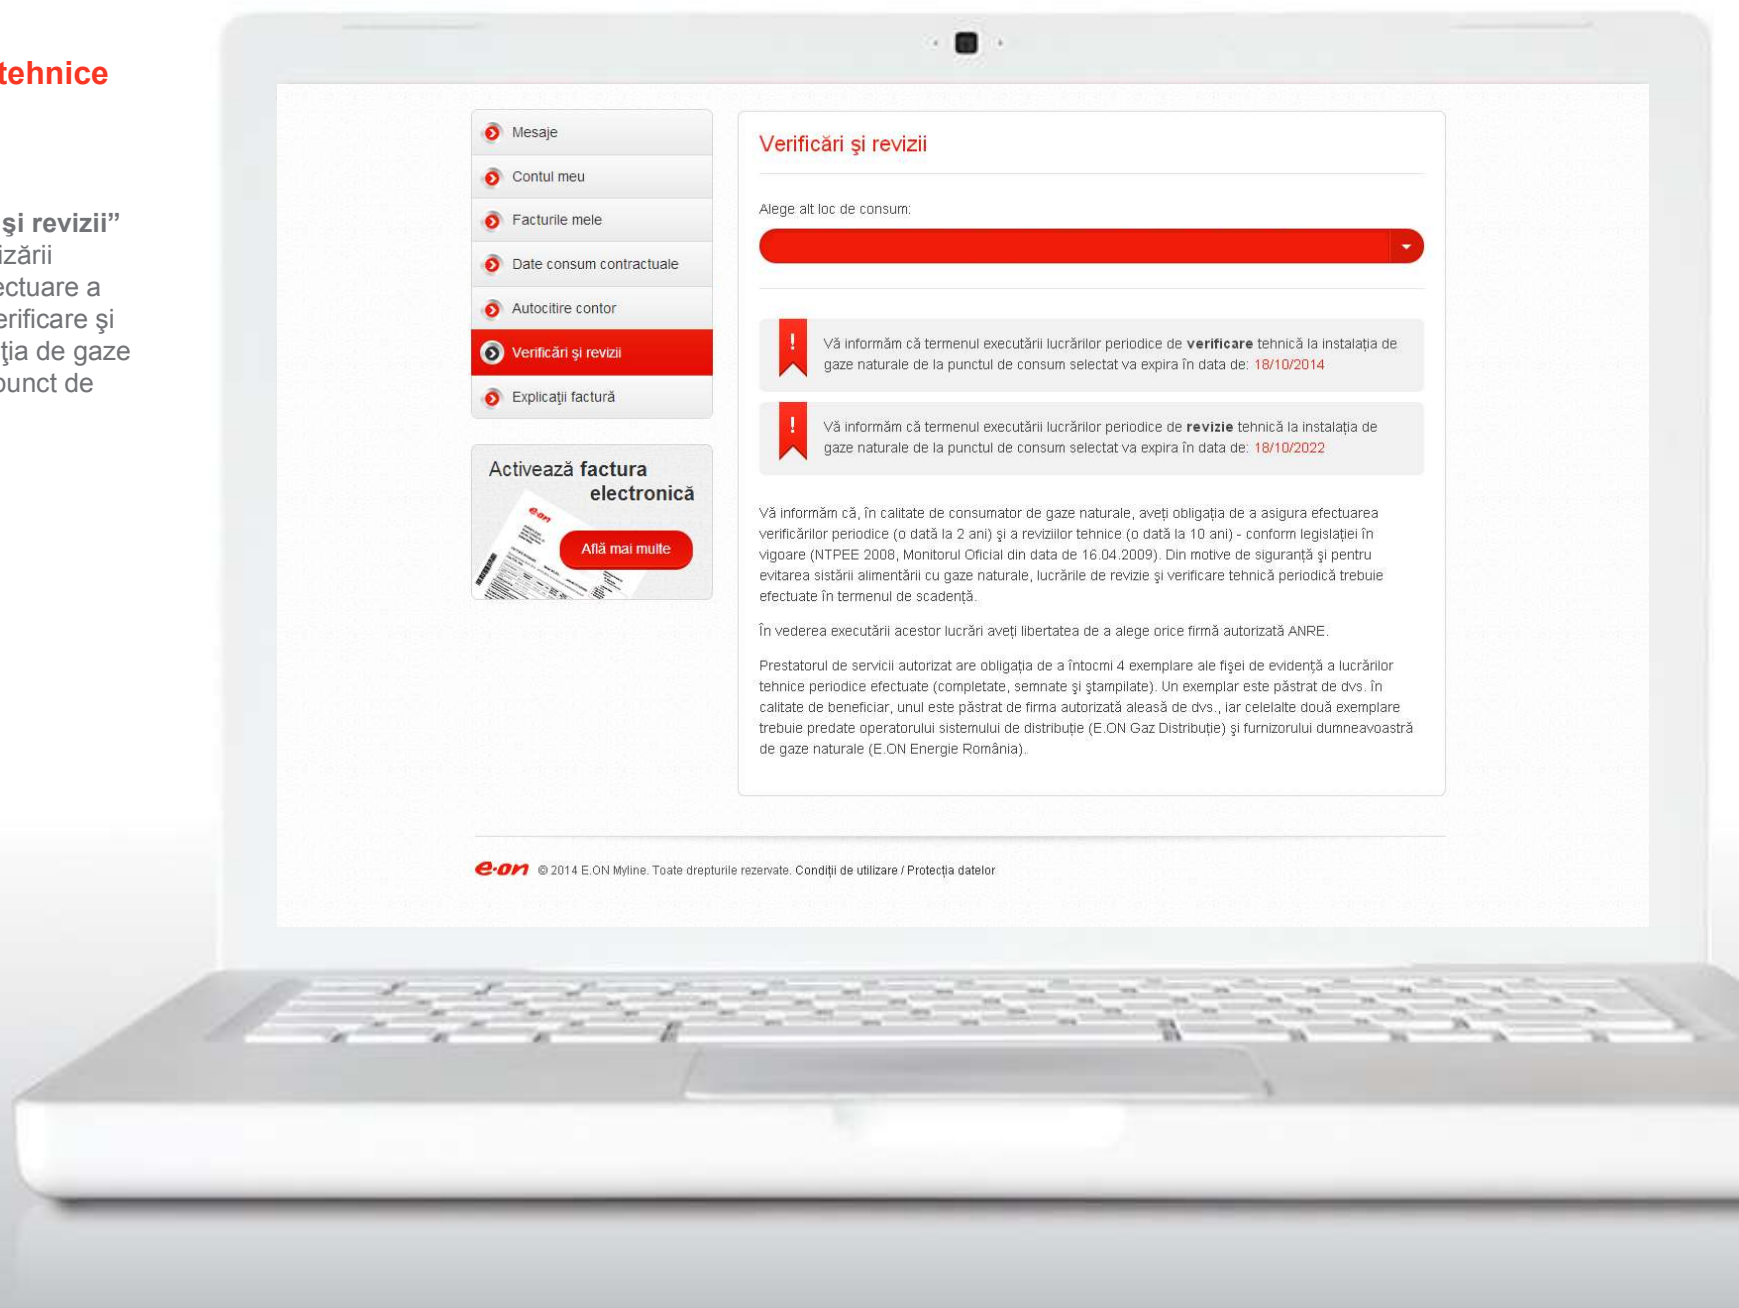 tehnice
şi revizii”
izării
ectuare a
erificare şi
ţia de gaze
punct de
Mesaje
Contul meu
Facturile mele
Date consum contractuale
Autocitire contor
Verificări şi revizii
Explicaţii factură
Activează factura
electronică
e·on
Află mai multe
Verificări şi revizii
Alege alt loc de consum:
! Vă informăm că termenul executării lucrărilor periodice de verificare tehnică la instalaţia de
gaze naturale de la punctul de consum selectat va expira în data de: 18/10/2014
! Vă informăm că termenul executării lucrărilor periodice de revizie tehnică la instalaţia de
gaze naturale de la punctul de consum selectat va expira în data de: 18/10/2022
Vă informăm că, în calitate de consumator de gaze naturale, aveţi obligaţia de a asigura efectuarea
verificărilor periodice (o dată la 2 ani) şi a reviziilor tehnice (o dată la 10 ani) - conform legislaţiei în
vigoare (NTPEE 2008, Monitorul Oficial din data de 16.04.2009). Din motive de siguranţă şi pentru
evitarea sistării alimentării cu gaze naturale, lucrările de revizie şi verificare tehnică periodică trebuie
efectuate în termenul de scadenţă.
În vederea executării acestor lucrări aveţi libertatea de a alege orice firmă autorizată ANRE.
Prestatorul de servicii autorizat are obligaţia de a întocmi 4 exemplare ale fişei de evidenţă a lucrărilor
tehnice periodice efectuate (completate, semnate şi ştampilate). Un exemplar este păstrat de dvs. în
calitate de beneficiar, unul este păstrat de firma autorizată aleasă de dvs., iar celelalte două exemplare
trebuie predate operatorului sistemului de distribuţie (E.ON Gaz Distribuţie) şi furnizorului dumneavoastră
de gaze naturale (E.ON Energie România).
e·on © 2014 E.ON Myline. Toate drepturile rezervate. Condiţii de utilizare / Protecţia datelor